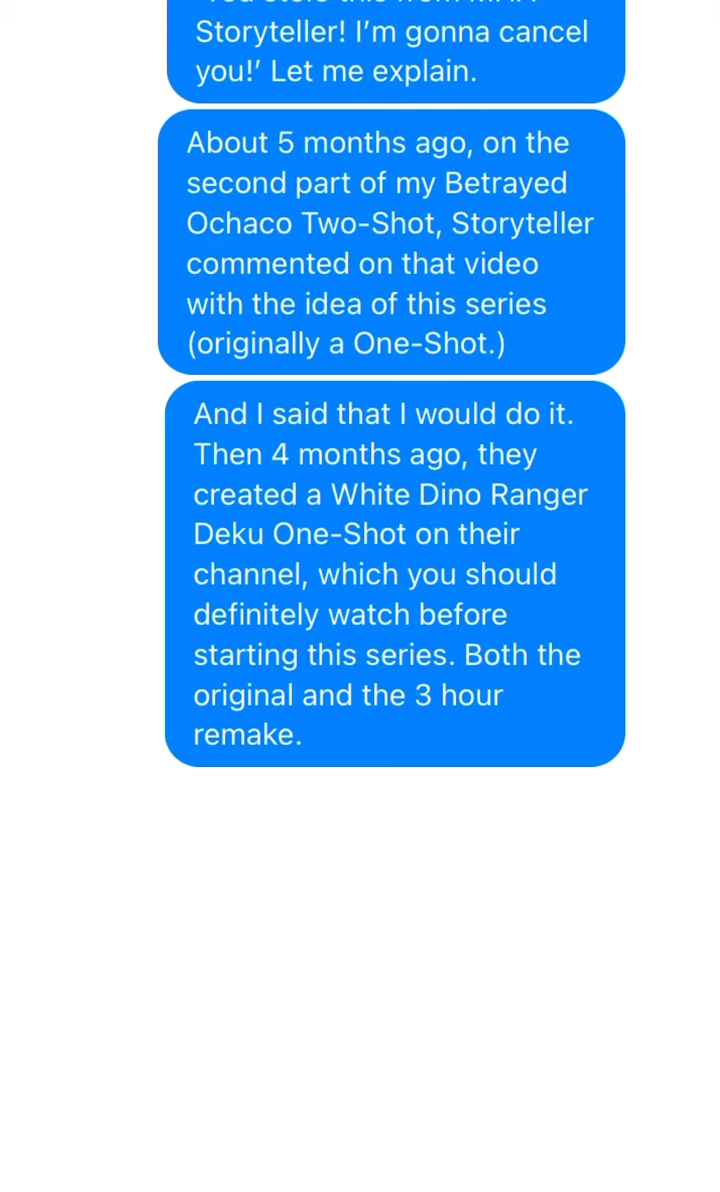 Storyteller! I’m gonna cancel
you!’ Let me explain.
About 5 months ago, on the
second part of my Betrayed
Ochaco Two-Shot, Storyteller
commented on that video
with the idea of this series
(originally a One-Shot.)
And I said that I would do it.
Then 4 months ago, they
created a White Dino Ranger
Deku One-Shot on their
channel, which you should
definitely watch before
starting this series. Both the
original and the 3 hour
remake.